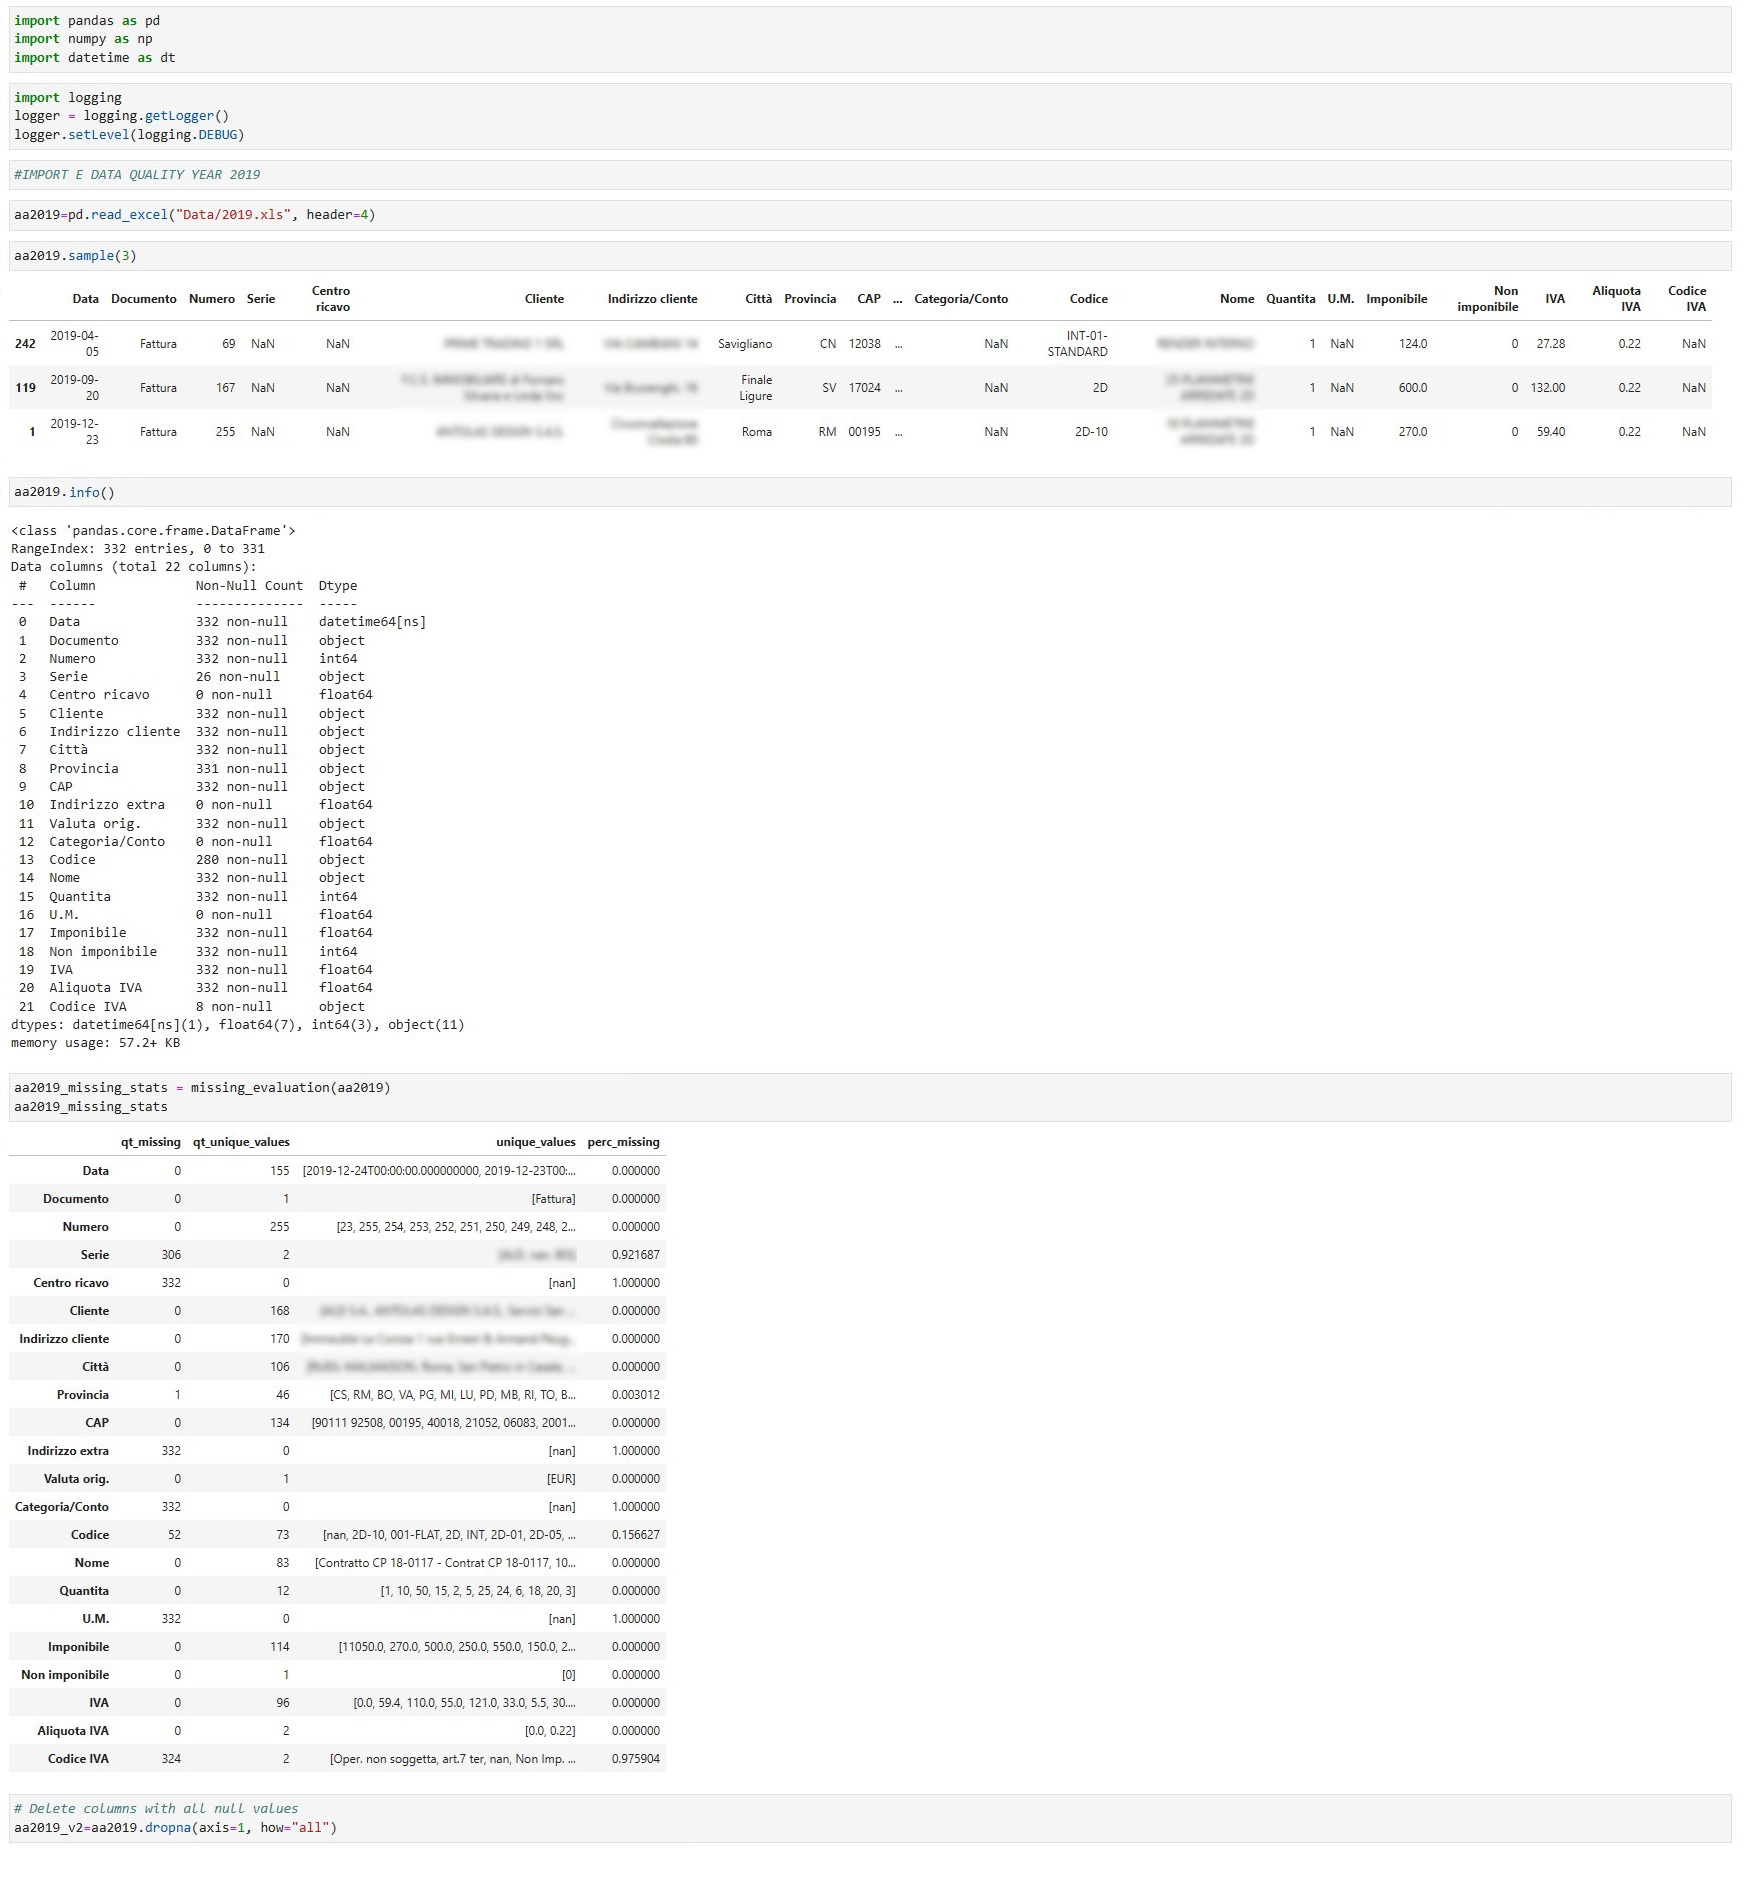 import pandas as pd
import numpy as np
import datetime as dt
import logging
logger = logging.getLogger()
logger.setLevel(logging.DEBUG)
#IMPORT E DATA QUALITY YEAR 2019
aa2019=pd.read_excel("Data/2019.xls", header=4)
aa2019.sample(3)
Data Documento Numero Serie Centro ricavo Cliente Indirizzo cliente Città Provincia CAP ... Categoria/Conto Codice Nome Quantita U.M. Imponibile Non imponibile IVA Aliquota IVA Codice IVA
242 2019-04-05 Fattura 69 NaN NaN Savigliano CN 12038 ... NaN INT-01-STANDARD 1 NaN 124.0 0 27.28 0.22 NaN
119 2019-09-20 Fattura 167 NaN NaN Finale Ligure SV 17024 ... NaN 2D 1 NaN 600.0 0 132.00 0.22 NaN
1 2019-12-23 Fattura 255 NaN NaN Roma RM 00195 ... NaN 2D-10 1 NaN 270.0 0 59.40 0.22 NaN
aa2019.info()
<class 'pandas.core.frame.DataFrame'>
RangeIndex: 332 entries, 0 to 331
Data columns (total 22 columns):
# Column Non-Null Count Dtype
--- ------ -------------- -----
0 Data 332 non-null datetime64[ns]
1 Documento 332 non-null object
2 Numero 332 non-null int64
3 Serie 26 non-null object
4 Centro ricavo 0 non-null float64
5 Cliente 332 non-null object
6 Indirizzo cliente 332 non-null object
7 Città 332 non-null object
8 Provincia 331 non-null object
9 CAP 332 non-null object
10 Indirizzo extra 0 non-null float64
11 Valuta orig. 332 non-null object
12 Categoria/Conto 0 non-null float64
13 Codice 280 non-null object
14 Nome 332 non-null object
15 Quantita 332 non-null int64
16 U.M. 0 non-null float64
17 Imponibile 332 non-null float64
18 Non imponibile 332 non-null int64
19 IVA 332 non-null float64
20 Aliquota IVA 332 non-null float64
21 Codice IVA 8 non-null object
dtypes: datetime64[ns](1), float64(7), int64(3), object(11)
memory usage: 57.2+ KB
aa2019_missing_stats = missing_evaluation(aa2019)
aa2019_missing_stats
qt_missing qt_unique_values unique_values perc_missing
Data 0 155 [2019-12-24T00:00:00.000000000, 2019-12-23T00:... 0.000000
Documento 0 1 [Fattura] 0.000000
Numero 0 255 [23, 255, 254, 253, 252, 251, 250, 249, 248, 2... 0.000000
Serie 306 2 0.921687
Centro ricavo 332 0 [nan] 1.000000
Cliente 0 168 0.000000
Indirizzo cliente 0 170 0.000000
Città 0 106 0.000000
Provincia 1 46 [CS, RM, BO, VA, PG, MI, LU, PD, MB, RI, TO, B... 0.003012
CAP 0 134 [90111 92508, 00195, 40018, 21052, 06083, 2001... 0.000000
Indirizzo extra 332 0 [nan] 1.000000
Valuta orig. 0 1 [EUR] 0.000000
Categoria/Conto 332 0 [nan] 1.000000
Codice 52 73 [nan, 2D-10, 001-FLAT, 2D, INT, 2D-01, 2D-05, ... 0.156627
Nome 0 83 [Contratto CP 18-0117 - Contrat CP 18-0117, 10... 0.000000
Quantita 0 12 [1, 10, 50, 15, 2, 5, 25, 24, 6, 18, 20, 3] 0.000000
U.M. 332 0 [nan] 1.000000
Imponibile 0 114 [11050.0, 270.0, 500.0, 250.0, 550.0, 150.0, 2... 0.000000
Non imponibile 0 1 [0] 0.000000
IVA 0 96 [0.0, 59.4, 110.0, 55.0, 121.0, 33.0, 5.5, 30.... 0.000000
Aliquota IVA 0 2 [0.0, 0.22] 0.000000
Codice IVA 324 2 [Oper. non soggetta, art.7 ter, nan, Non Imp. ... 0.975904
# Delete columns with all null values
aa2019_v2=aa2019.dropna(axis=1, how="all")